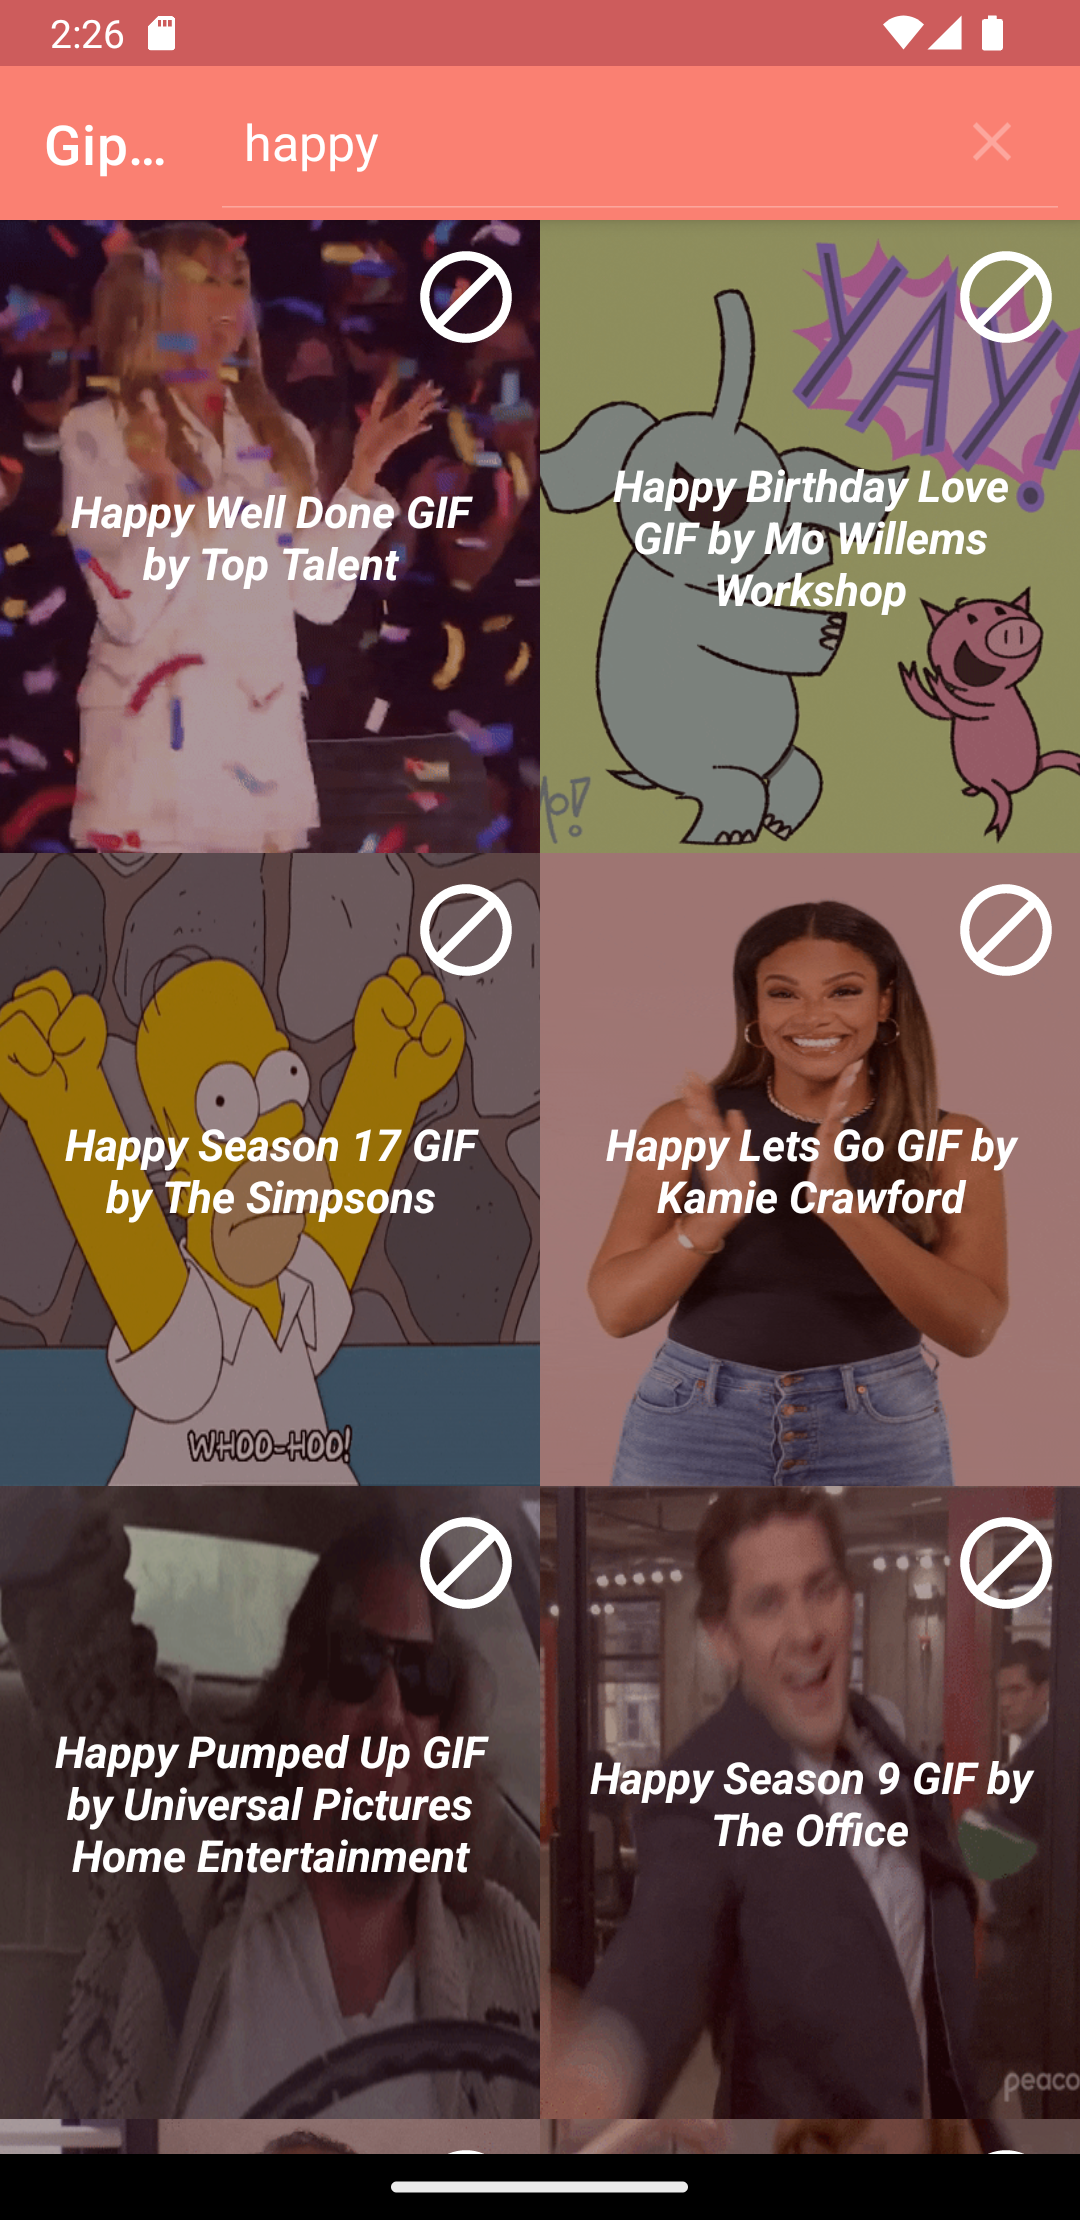 2:26
Gip...
happy
YAY!
Happy Well Done GIF
by Top Talent
Happy Birthday Love
GIF by Mo Willems
Workshop
Mo!
Happy Season 17 GIF
by The Simpsons
WHOO-HOO!
Happy Lets Go GIF by
Kamie Crawford
Happy Pumped Up GIF
by Universal Pictures
Home Entertainment
Happy Season 9 GIF by
The Office
peaco